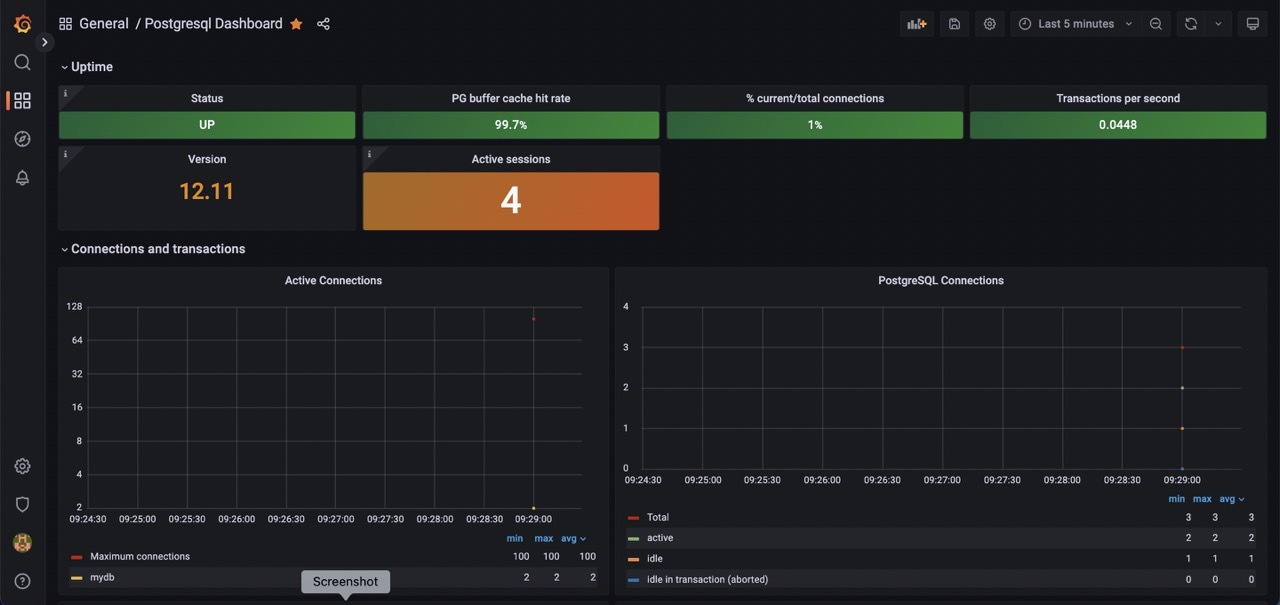 General / Postgresql Dashboard
Last 5 minutes
Uptime
Status
PG buffer cache hit rate
% current/total connections
Transactions per second
UP
99.7%
1%
0.0448
Version
Active sessions
12.11
4
Connections and transactions
Active Connections
128
64
32
16
8
4
2
09:24:30 09:25:00 09:25:30 09:26:00 09:26:30 09:27:00 09:27:30 09:28:00 09:28:30 09:29:00
min max avg
Maximum connections 100 100 100
mydb 2 2 2
PostgreSQL Connections
4
3
2
1
0
09:24:30 09:25:00 09:25:30 09:26:00 09:26:30 09:27:00 09:27:30 09:28:00 09:28:30 09:29:00
min max avg
Total 3 3 3
active 2 2 2
idle 1 1 1
idle in transaction (aborted) 0 0 0
Screenshot